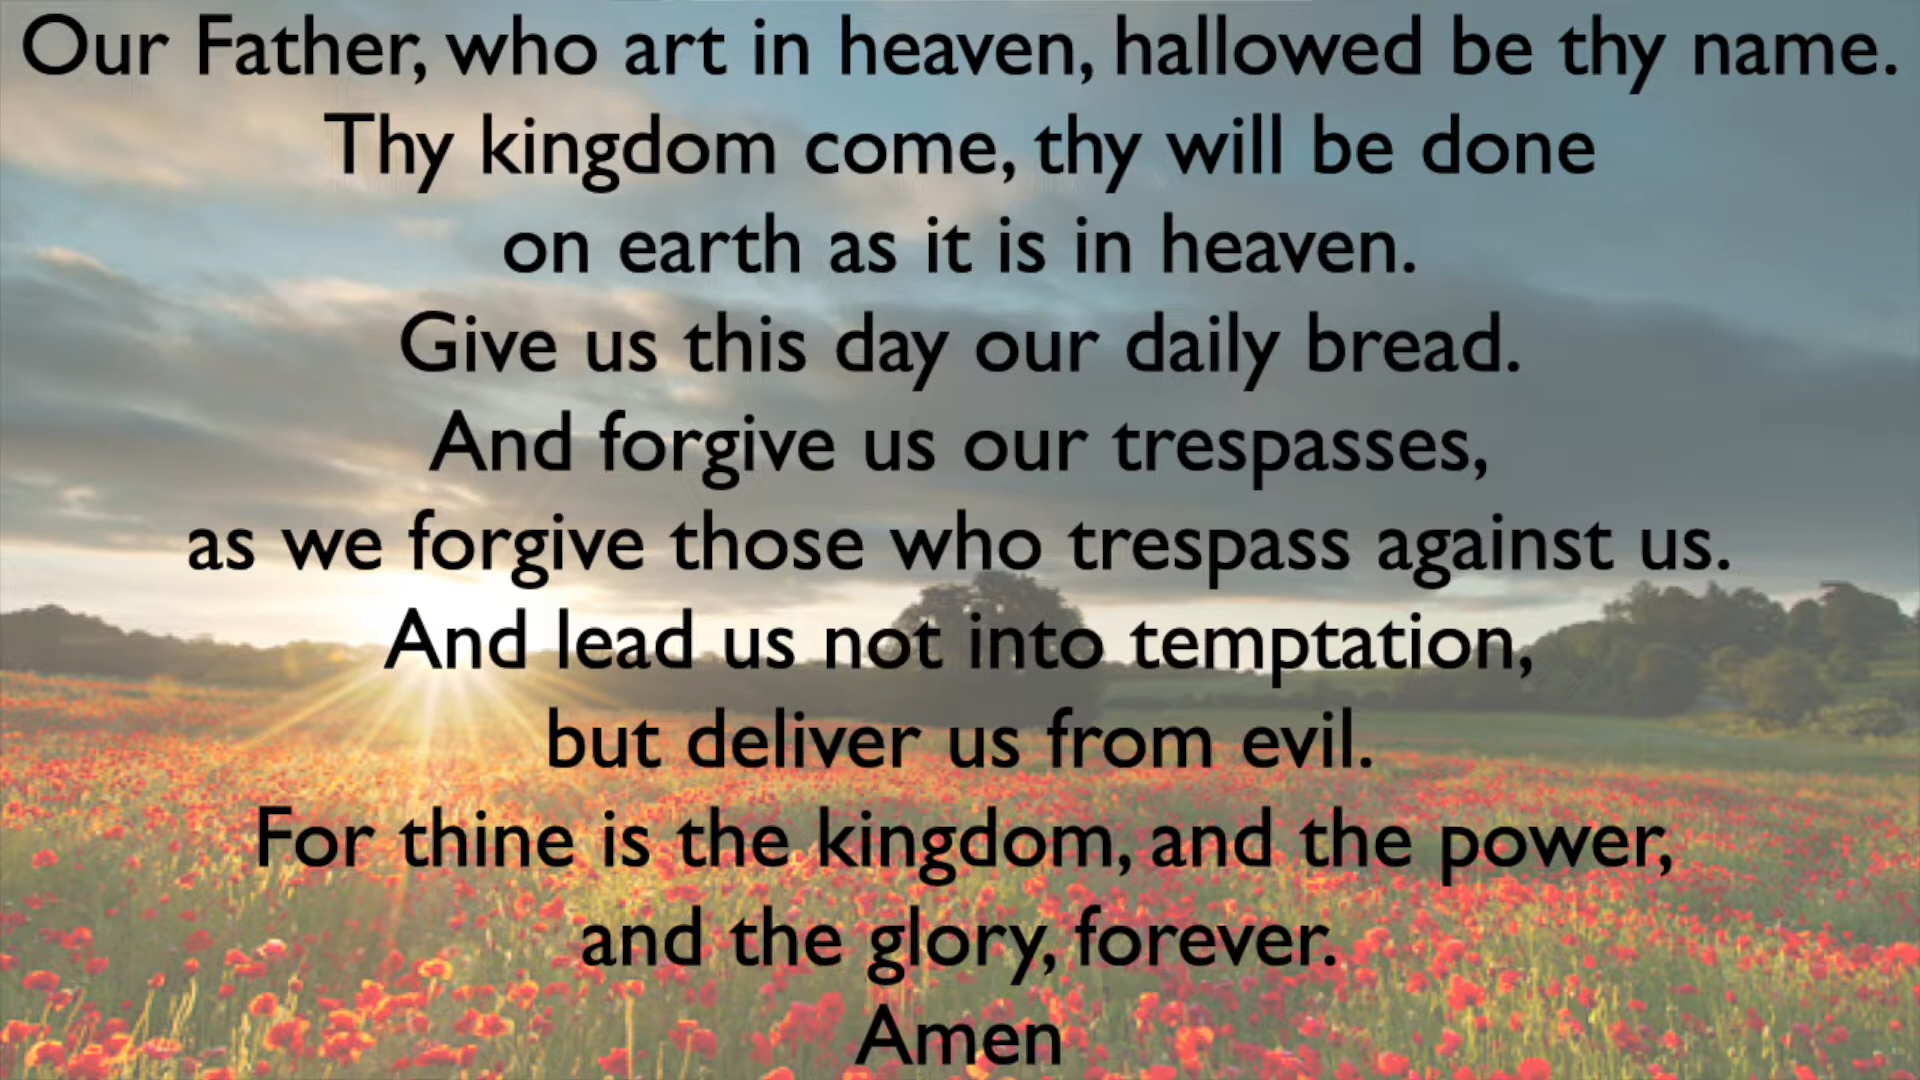 Our Father, who art in heaven, hallowed be thy name.
Thy kingdom come, thy will be done
on earth as it is in heaven.
Give us this day our daily bread.
And forgive us our trespasses,
as we forgive those who trespass against us.
And lead us not into temptation,
but deliver us from evil.
For thine is the kingdom, and the power,
and the glory, forever.
Amen